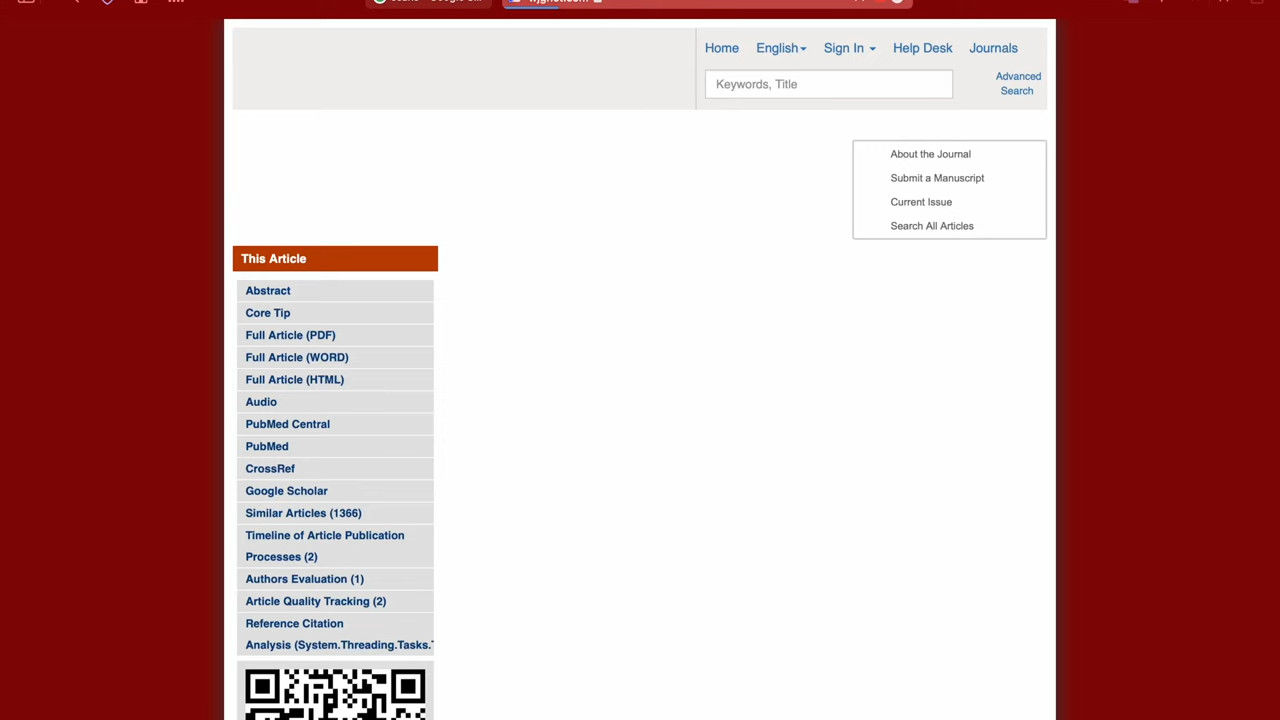 Home English Sign In Help Desk Journals
Keywords, Title
Advanced
Search
About the Journal
Submit a Manuscript
Current Issue
Search All Articles
This Article
Abstract
Core Tip
Full Article (PDF)
Full Article (WORD)
Full Article (HTML)
Audio
PubMed Central
PubMed
CrossRef
Google Scholar
Similar Articles (1366)
Timeline of Article Publication
Processes (2)
Authors Evaluation (1)
Article Quality Tracking (2)
Reference Citation
Analysis (System.Threading.Tasks.